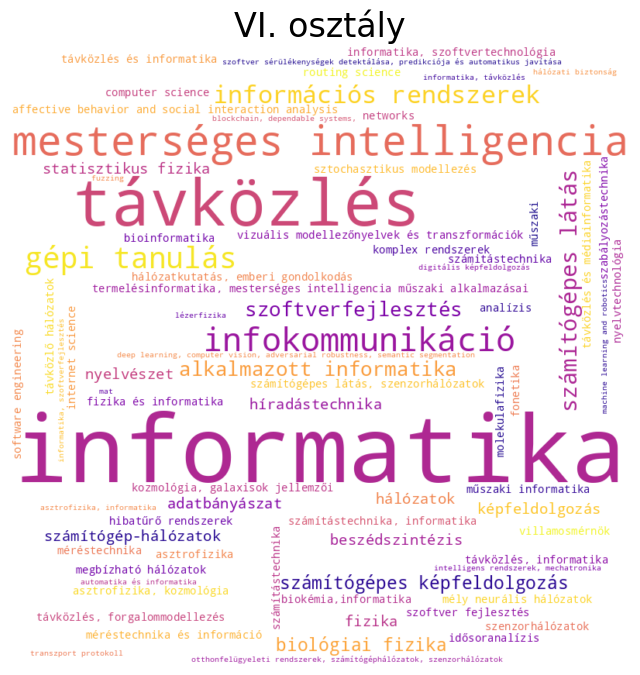 VI. osztály
informatika, szoftvertechnológia
távközlés és informatika
szoftver sérülékenységek detektálása, predikciója és automatikus javítása
routing science
hálózati biztonság
informatika, távközlés
computer science
információs rendszerek
affective behavior and social interaction analysis
blockchain, dependable systems,
networks
mesterséges intelligencia
statisztikus fizika
sztochasztikus modellezés
fuzzing
távközlés
számítógépes látás
távközlés és médiainformatika
szabályozástechnika
műszaki
bioinformatika
vizuális modellezőnyelvek és transzformációk
gépi tanulás
komplex rendszerek
számítástechnika
digitális képfeldolgozás
nyelvtechnológia
hálózatkutatás, emberi gondolkodás
termelésinformatika, mesterséges intelligencia műszaki alkalmazásai
machine learning and robotics
távközlő hálózatok
szoftverfejlesztés
analízis
lézerfizika
internet science
informatika, szoftverfejlesztés
software engineering
infokommunikáció
deep learning, computer vision, adversarial robustness, semantic segmentation
nyelvészet
alkalmazott informatika
számítógépes látás, szenzorhálózatok
molekulafizika
fonetika
mat
fizika és informatika
híradástechnika
informatika
kozmológia, galaxisok jellemzői
műszaki informatika
adatbányászat
hálózatok
asztrofizika, informatika
képfeldolgozás
hibatűrő rendszerek
számítástechnika, informatika
számítógép-hálózatok
beszédszintézis
villamosmérnök
méréstechnika
asztrofizika
számítástechnika
távközlés, informatika
megbízható hálózatok
intelligens rendszerek, mechatronika
automatika és informatika
számítógépes képfeldolgozás
asztrofizika, kozmológia
biokémia,informatika
mély neurális hálózatok
távközlés, forgalommodellezés
fizika
szoftver fejlesztés
szenzorhálózatok
méréstechnika és információ
idősoranalízis
biológiai fizika
transzport protokoll
otthonfelügyeleti rendszerek, számítógéphálózatok, szenzorhálózatok